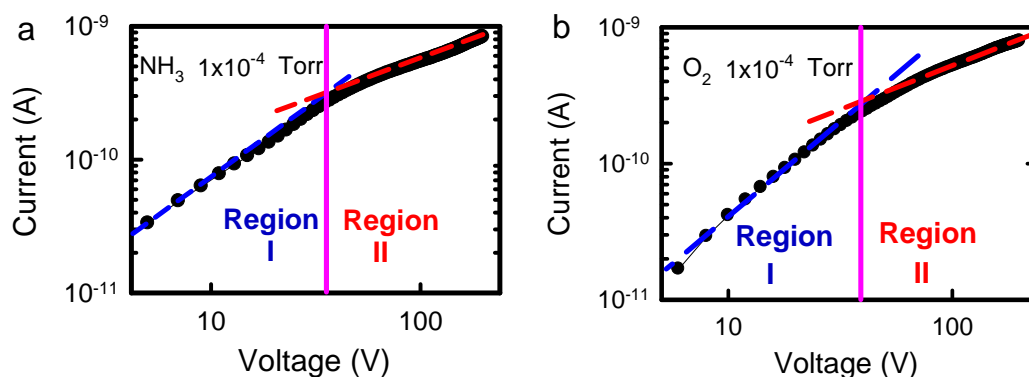 a
NH₃ 1x10⁻⁴ Torr
Current (A)
10⁻⁹
10⁻¹⁰
10⁻¹¹
Region I
Region II
10
100
Voltage (V)
b
O₂ 1x10⁻⁴ Torr
Current (A)
10⁻⁹
10⁻¹⁰
10⁻¹¹
Region I
Region II
10
100
Voltage (V)